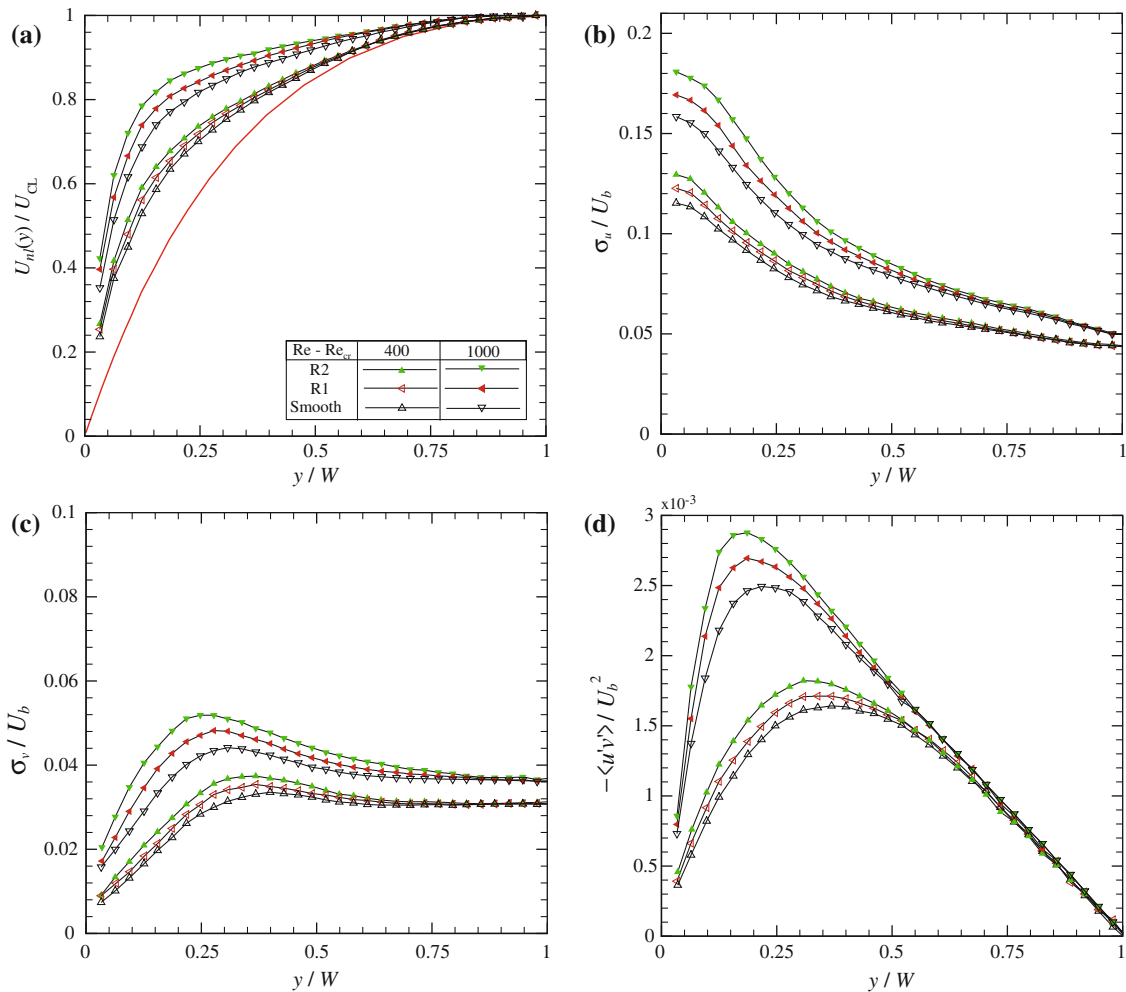 (a)
1
0.8
0.6
0.4
0.2
0
U_nl(y) / U_CL
0 0.25 0.5 0.75 1
y / W
Re - Re_cr 400 1000
R2
R1
Smooth
(b)
0.2
0.15
0.1
0.05
0
σ_u / U_b
0 0.25 0.5 0.75 1
y / W
(c)
0.1
0.08
0.06
0.04
0.02
0
σ_v / U_b
0 0.25 0.5 0.75 1
y / W
(d)
x10^-3
3
2.5
2
1.5
1
0.5
0
−<u'v'>/ U_b^2
0 0.25 0.5 0.75 1
y / W